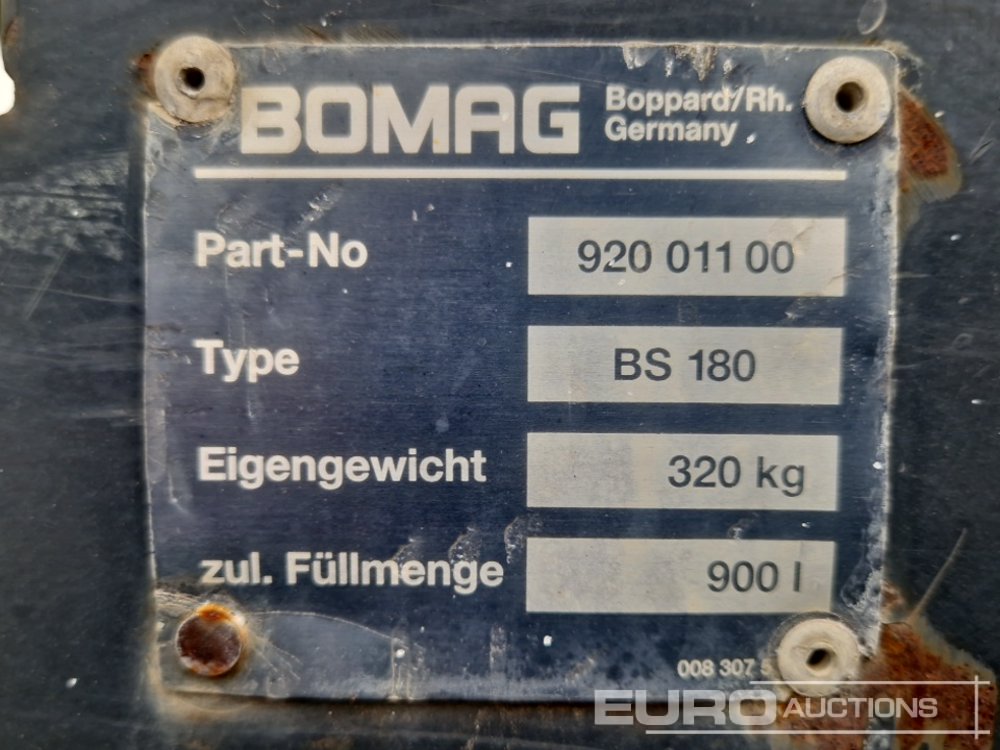 BOMAG
Boppard/Rh.
Germany
Part-No 920 011 00
Type BS 180
Eigengewicht 320 kg
zul. Füllmenge 900 l
008 307
EURO AUCTIONS